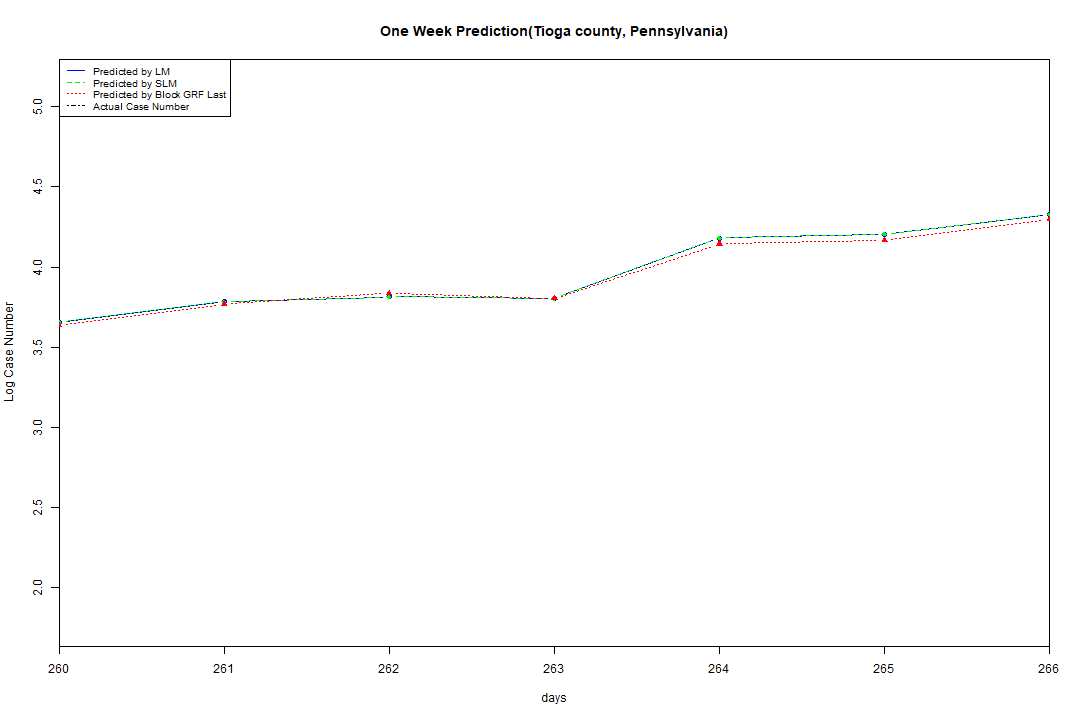 One Week Prediction(Tioga county, Pennsylvania)
Predicted by LM
Predicted by SLM
Predicted by Block GRF Last
Actual Case Number
5.0
4.5
4.0
3.5
3.0
2.5
2.0
Log Case Number
260 261 262 263 264 265 266
days